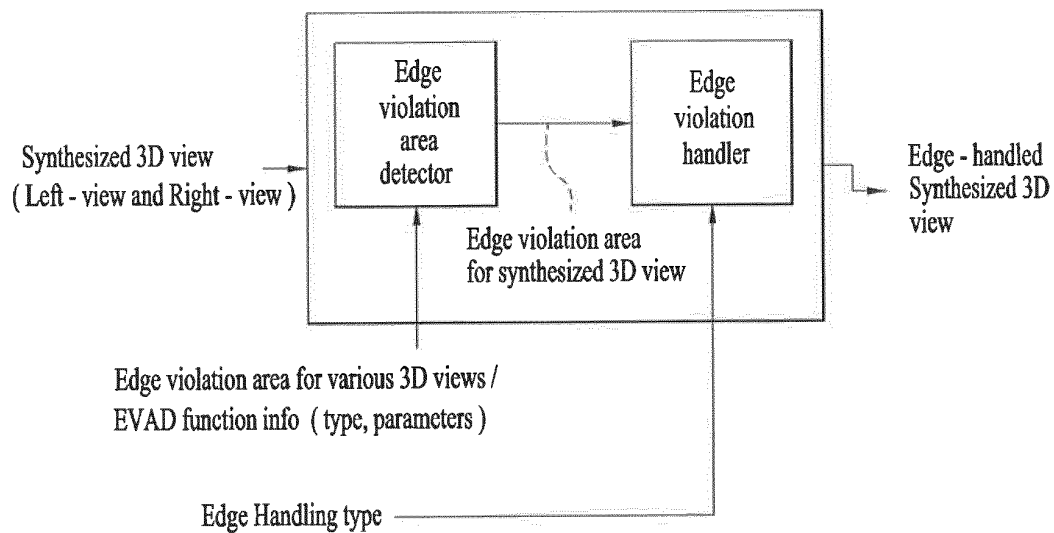 Edge
violation
area
detector
Edge
violation
handler
Synthesized 3D view
( Left - view and Right - view )
Edge - handled
Synthesized 3D
view
Edge violation area
for synthesized 3D view
Edge violation area for various 3D views /
EVAD function info ( type, parameters )
Edge Handling type